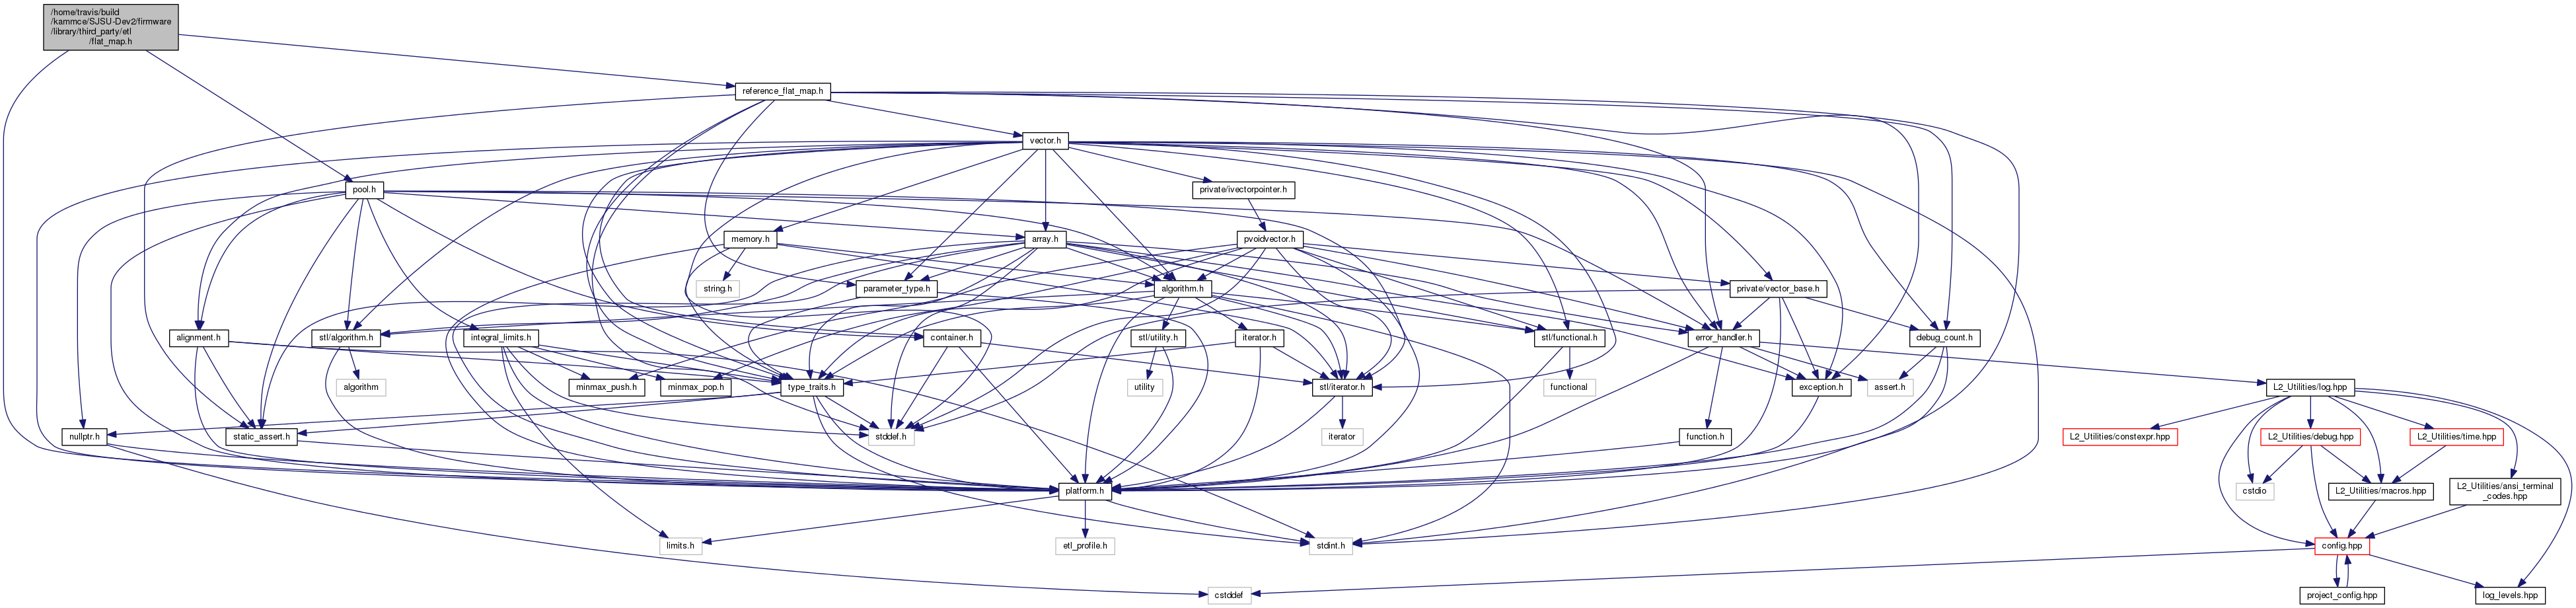 /home/travis/build
/kammce/SJSU-Dev2/firmware
/library/third_party/etl
/flat_map.h
reference_flat_map.h
vector.h
pool.h
private/ivectorpointer.h
memory.h
array.h
pvoidvector.h
string.h
parameter_type.h
algorithm.h
private/vector_base.h
alignment.h
stl/algorithm.h
integral_limits.h
container.h
stl/utility.h
iterator.h
stl/functional.h
error_handler.h
debug_count.h
algorithm
minmax_push.h
minmax_pop.h
type_traits.h
utility
stl/iterator.h
functional
exception.h
assert.h
L2_Utilities/log.hpp
nullptr.h
static_assert.h
stddef.h
iterator
function.h
L2_Utilities/constexpr.hpp
L2_Utilities/debug.hpp
L2_Utilities/time.hpp
platform.h
cstdio
L2_Utilities/macros.hpp
L2_Utilities/ansi_terminal
_codes.hpp
limits.h
etl_profile.h
stdint.h
config.hpp
cstddef
project_config.hpp
log_levels.hpp